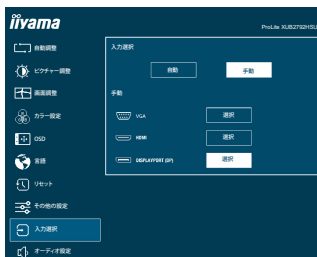 iiyama
ProLite XUB2792HSU
自動調整
ピクチャー調整
画面調整
カラー設定
OSD
言語
リセット
その他の設定
入力選択
オーディオ設定
入力選択
自動
手動
手動
VGA
選択
HDMI
選択
DISPLAYPORT (DP)
選択